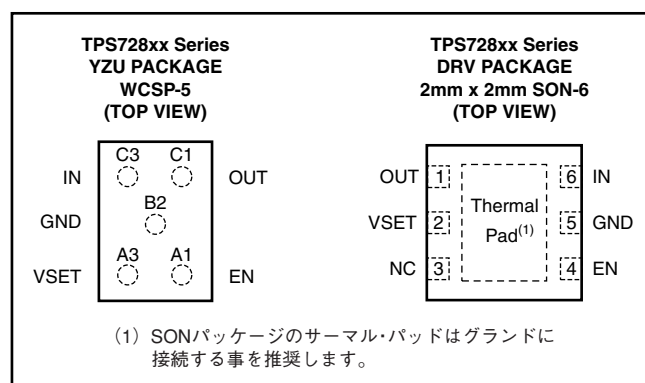 TPS728xx Series
YZU PACKAGE
WCSP-5
(TOP VIEW)
C3 C1
IN OUT
B2
GND
A3 A1
VSET EN
TPS728xx Series
DRV PACKAGE
2mm x 2mm SON-6
(TOP VIEW)
OUT 1 6 IN
Thermal
VSET 2 5 GND
Pad(1)
NC 3 4 EN
(1) SONパッケージのサーマル・パッドはグランドに
接続する事を推奨します。